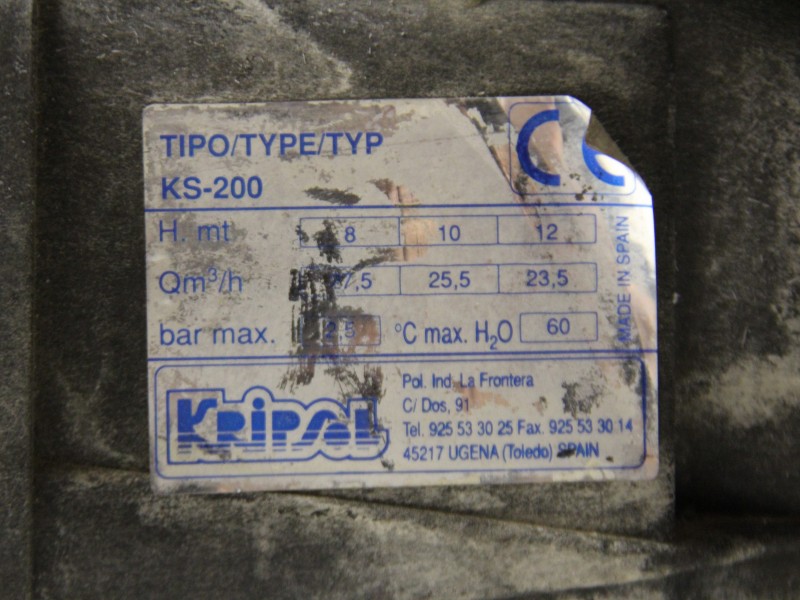 TIPO/TYPE/TYP
CE
KS-200
H. mt 8 10 12
Qm³/h 25,5 23,5
bar max. °C max. H₂O 60
MADE IN SPAIN
KRIPSOL
Pol. Ind. La Frontera
C/ Dos, 91
Tel. 925 53 30 25 Fax. 925 53 30 14
45217 UGENA (Toledo) SPAIN